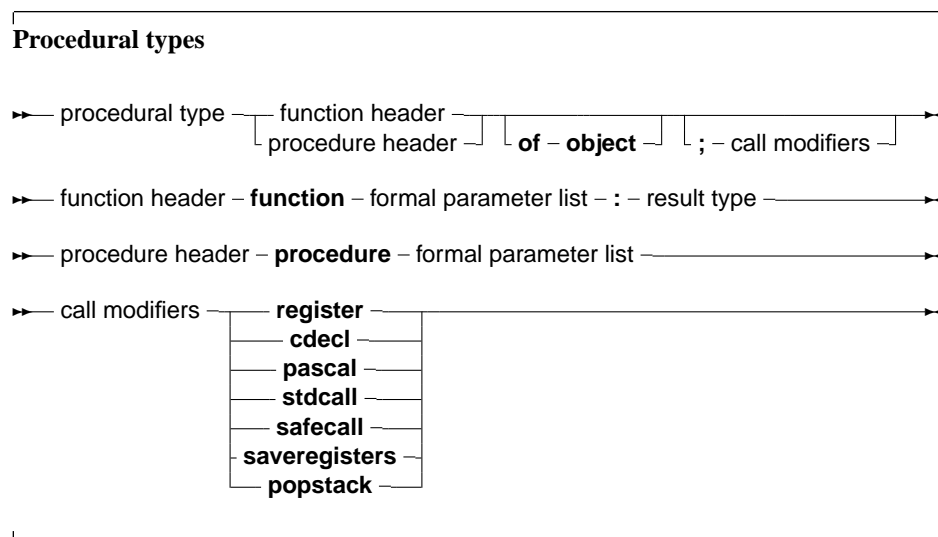 Procedural types
procedural type function header
procedure header of object ; call modifiers
function header function formal parameter list : result type
procedure header procedure formal parameter list
call modifiers register
cdecl
pascal
stdcall
safecall
saveregisters
popstack